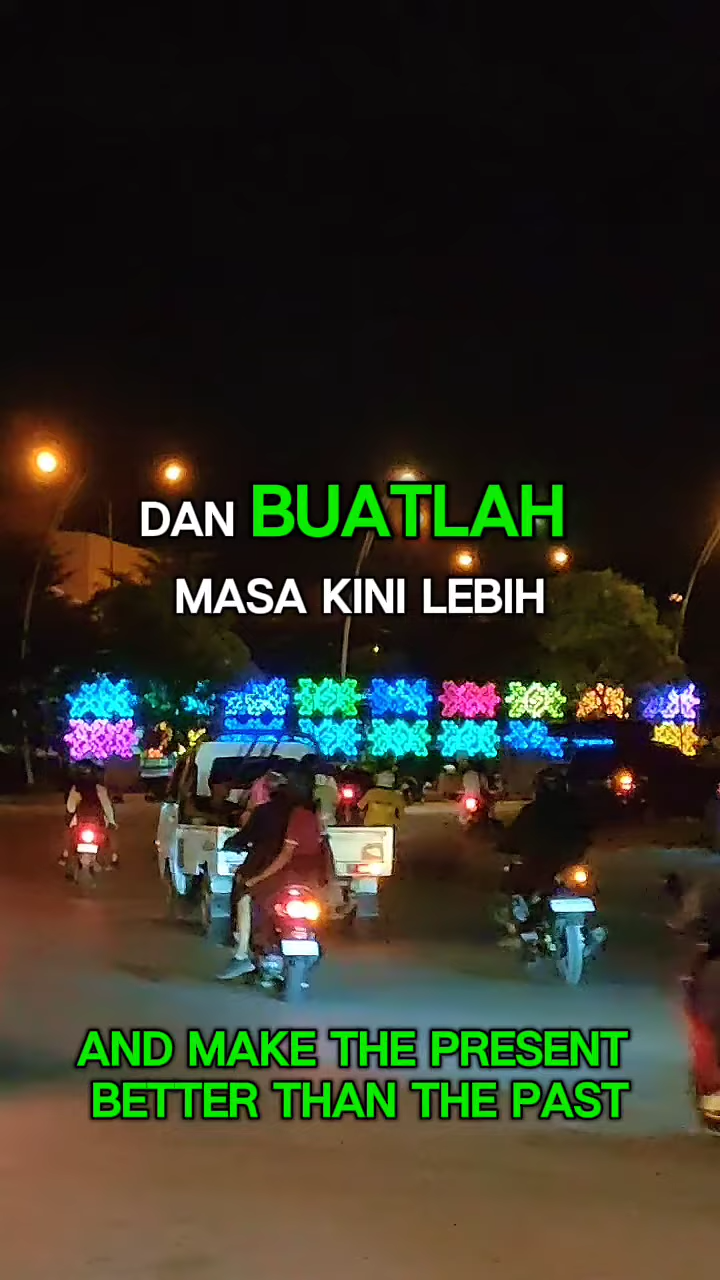 DAN BUATLAH
MASA KINI LEBIH
AND MAKE THE PRESENT
BETTER THAN THE PAST